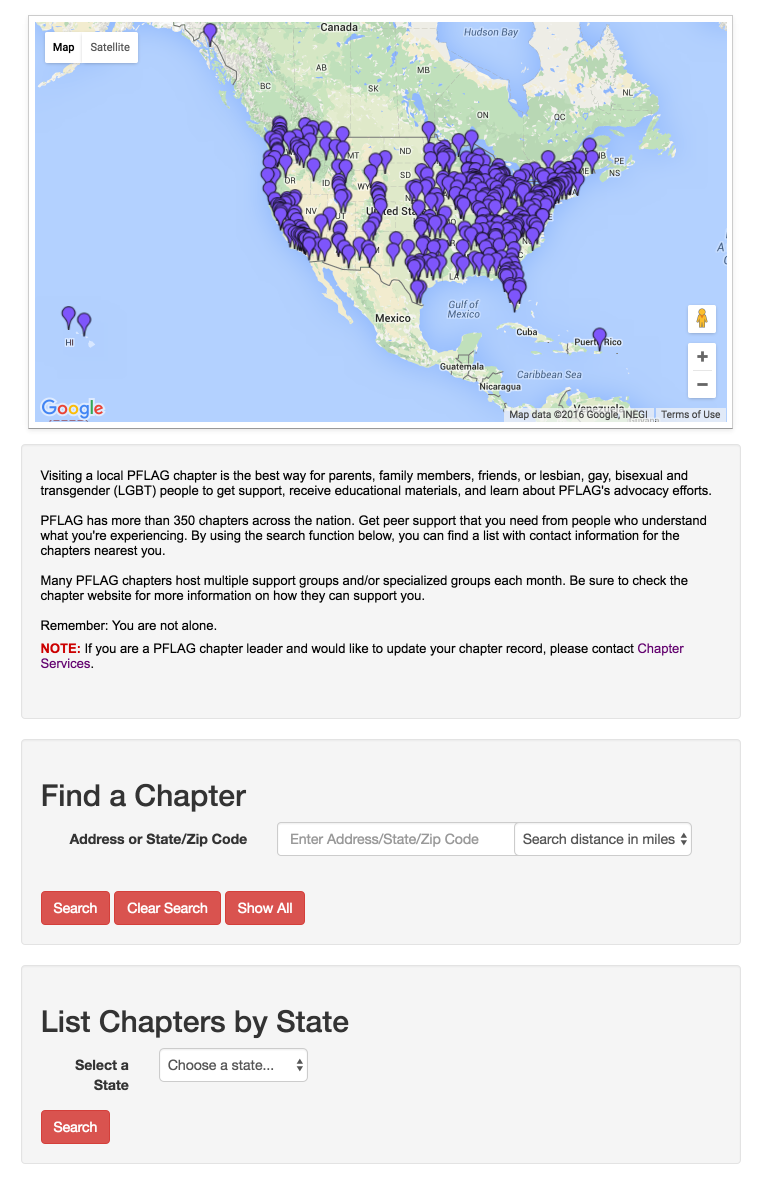 Canada
Hudson Bay
Map
Satellite
AB
MB
BC
SK
NL
ON
QC
NB
PE
NS
ME
MT
ND
OR
ID
SD
WY
NV
UT
United Sta
LA
Gulf of
Mexico
Mexico
HI
Cuba
Puerto Rico
Guatemala
Caribbean Sea
Nicaragua
Google
Venezuela
Map data ©2016 Google, INEGI
Terms of Use
Visiting a local PFLAG chapter is the best way for parents, family members, friends, or lesbian, gay, bisexual and
transgender (LGBT) people to get support, receive educational materials, and learn about PFLAG's advocacy efforts.
PFLAG has more than 350 chapters across the nation. Get peer support that you need from people who understand
what you're experiencing. By using the search function below, you can find a list with contact information for the
chapters nearest you.
Many PFLAG chapters host multiple support groups and/or specialized groups each month. Be sure to check the
chapter website for more information on how they can support you.
Remember: You are not alone.
NOTE: If you are a PFLAG chapter leader and would like to update your chapter record, please contact Chapter
Services.
Find a Chapter
Address or State/Zip Code
Enter Address/State/Zip Code
Search distance in miles
Search
Clear Search
Show All
List Chapters by State
Select a
State
Choose a state...
Search